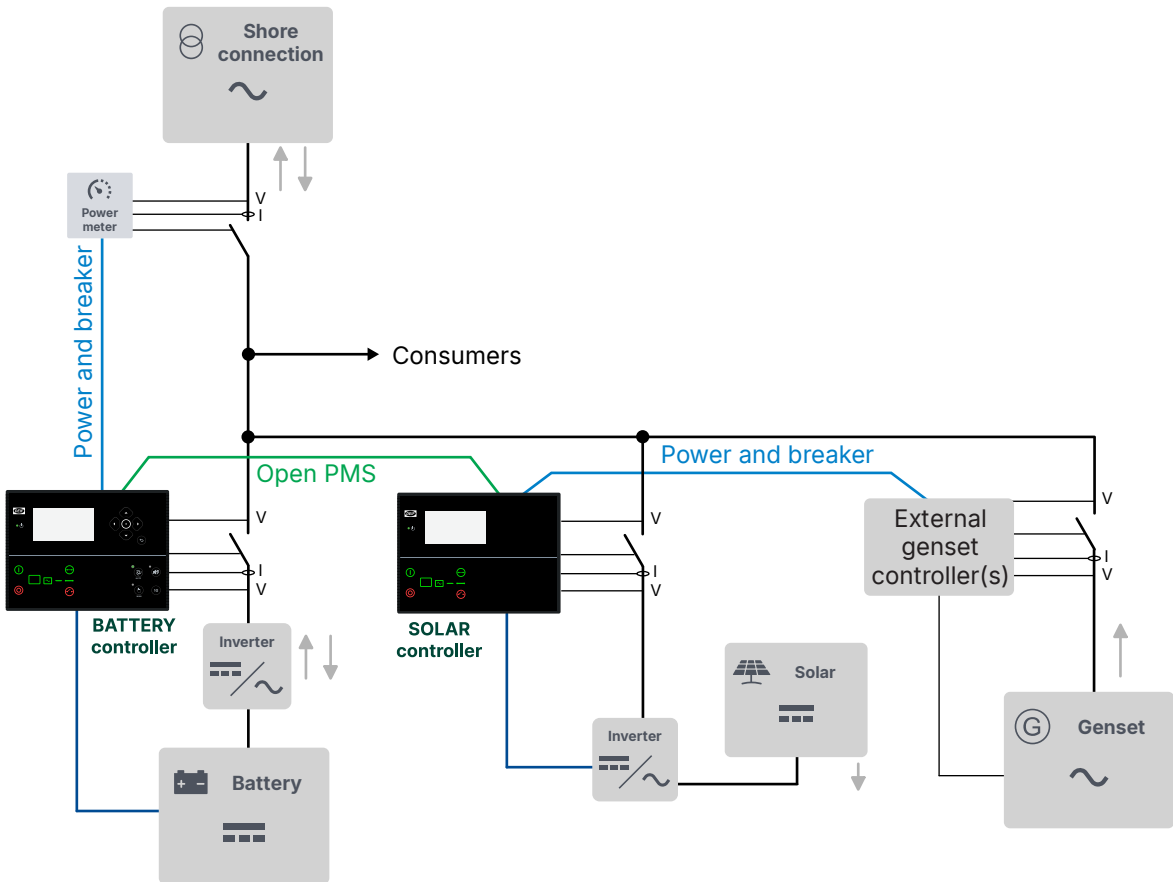 Shore
connection
V
I
Power
meter
Power and breaker
Consumers
Open PMS
Power and breaker
V
I
V
BATTERY
controller
V
I
V
SOLAR
controller
External
genset
controller(s)
V
I
V
Inverter
Battery
Inverter
Solar
G
Genset